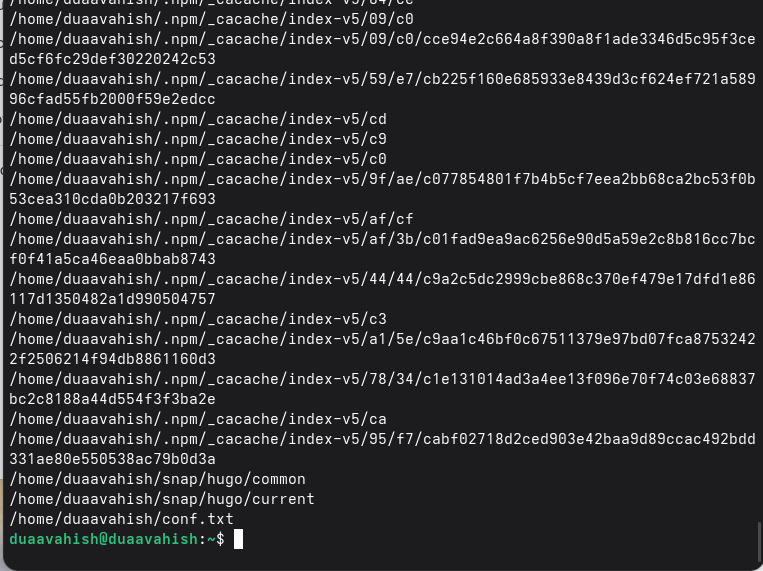 /home/duaavahish/.npm/_cacache/index-v5/09/c0
/home/duaavahish/.npm/_cacache/index-v5/09/c0/cce94e2c664a8f390a8f1ade3346d5c95f3ce
d5cf6fc29def30220242c53
/home/duaavahish/.npm/_cacache/index-v5/59/e7/cb225f160e685933e8439d3cf624ef721a589
96cfad55fb2000f59e2edcc
/home/duaavahish/.npm/_cacache/index-v5/cd
/home/duaavahish/.npm/_cacache/index-v5/c9
/home/duaavahish/.npm/_cacache/index-v5/c0
/home/duaavahish/.npm/_cacache/index-v5/9f/ae/c077854801f7b4b5cf7eea2bb68ca2bc53f0b
53cea310cda0b203217f693
/home/duaavahish/.npm/_cacache/index-v5/af/cf
/home/duaavahish/.npm/_cacache/index-v5/af/3b/c01fad9ea9ac6256e90d5a59e2c8b816cc7bc
f0f41a5ca46eaa0bbab8743
/home/duaavahish/.npm/_cacache/index-v5/44/44/c9a2c5dc2999cbe868c370ef479e17dfd1e86
117d1350482a1d990504757
/home/duaavahish/.npm/_cacache/index-v5/c3
/home/duaavahish/.npm/_cacache/index-v5/a1/5e/c9aa1c46bf0c67511379e97bd07fca8753242
2f2506214f94db8861160d3
/home/duaavahish/.npm/_cacache/index-v5/78/34/c1e131014ad3a4ee13f096e70f74c03e68837
bc2c8188a44d554f3f3ba2e
/home/duaavahish/.npm/_cacache/index-v5/ca
/home/duaavahish/.npm/_cacache/index-v5/95/f7/cabf02718d2ced903e42baa9d89ccac492bdd
331ae80e550538ac79b0d3a
/home/duaavahish/snap/hugo/common
/home/duaavahish/snap/hugo/current
/home/duaavahish/conf.txt
duaavahish@duaavahish:~$